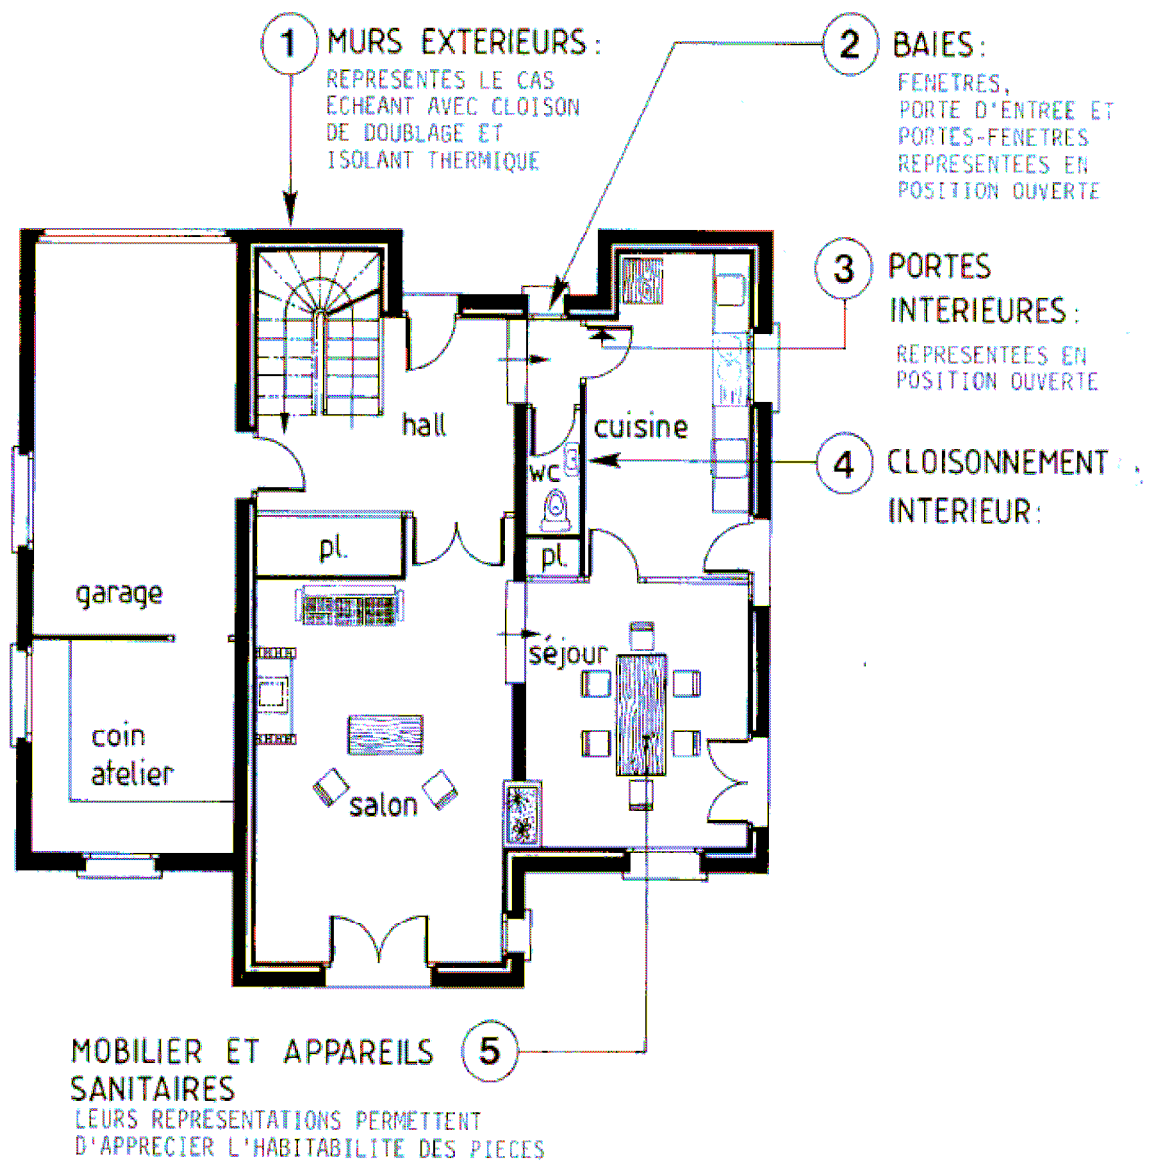 1 MURS EXTERIEURS:
REPRESENTES LE CAS
ECHEANT AVEC CLOISON
DE DOUBLAGE ET
ISOLANT THERMIQUE
2 BAIES:
FENETRES,
PORTE D'ENTREE ET
PORTES-FENETRES
REPRESENTEES EN
POSITION OUVERTE
3 PORTES
INTERIEURES:
REPRESENTEES EN
POSITION OUVERTE
4 CLOISONNEMENT
INTERIEUR:
hall
cuisine
wc
pl.
pl.
garage
séjour
coin
atelier
salon
MOBILIER ET APPAREILS 5
SANITAIRES
LEURS REPRESENTATIONS PERMETTENT
D'APPRECIER L'HABITABILITE DES PIECES